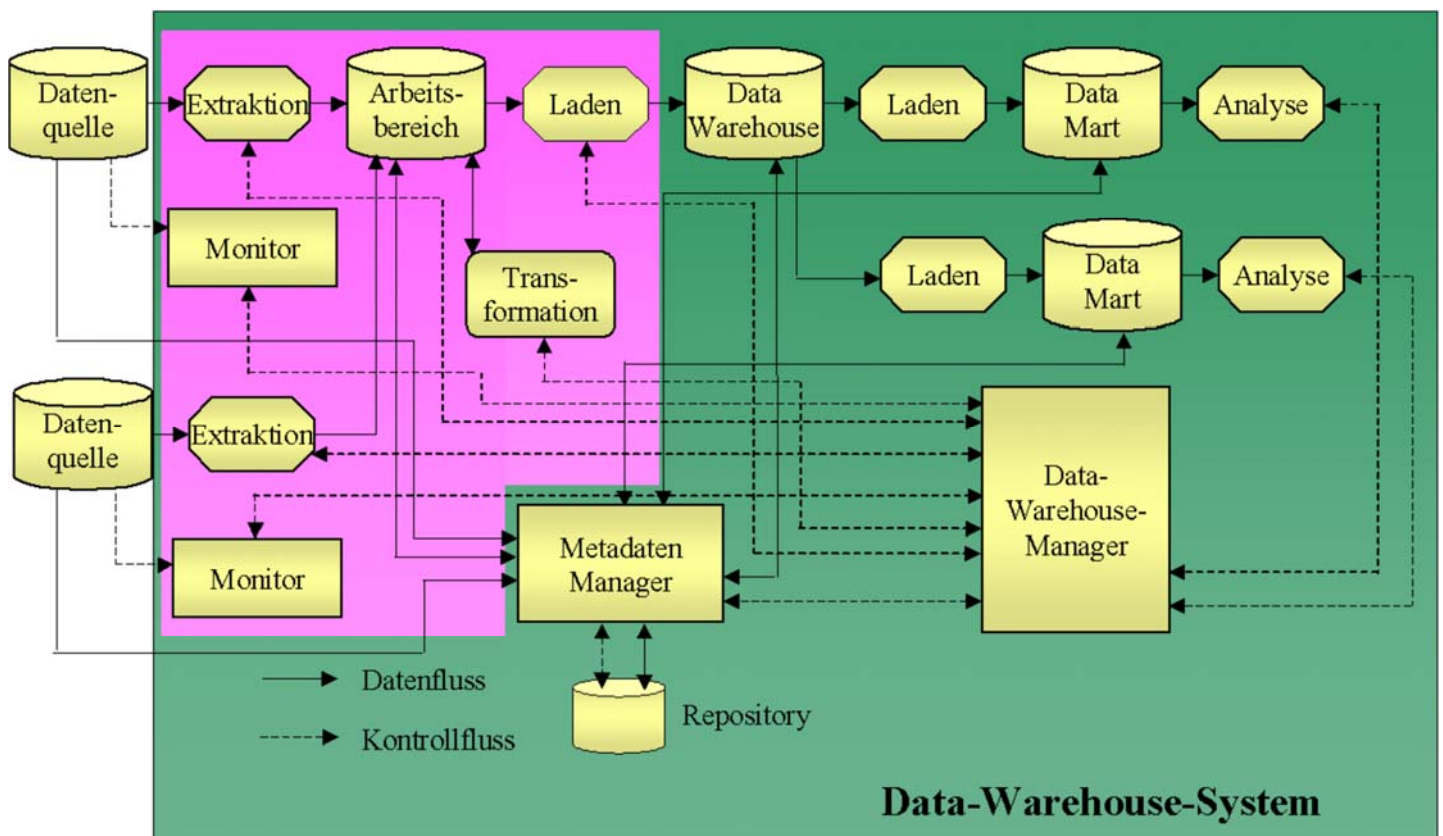 Daten-
quelle
Extraktion
Arbeits-
bereich
Laden
Data
Warehouse
Laden
Data
Mart
Analyse
Monitor
Trans-
formation
Laden
Data
Mart
Analyse
Daten-
quelle
Extraktion
Monitor
Metadaten
Manager
Data-
Warehouse-
Manager
Datenfluss
Kontrollfluss
Repository
Data-Warehouse-System